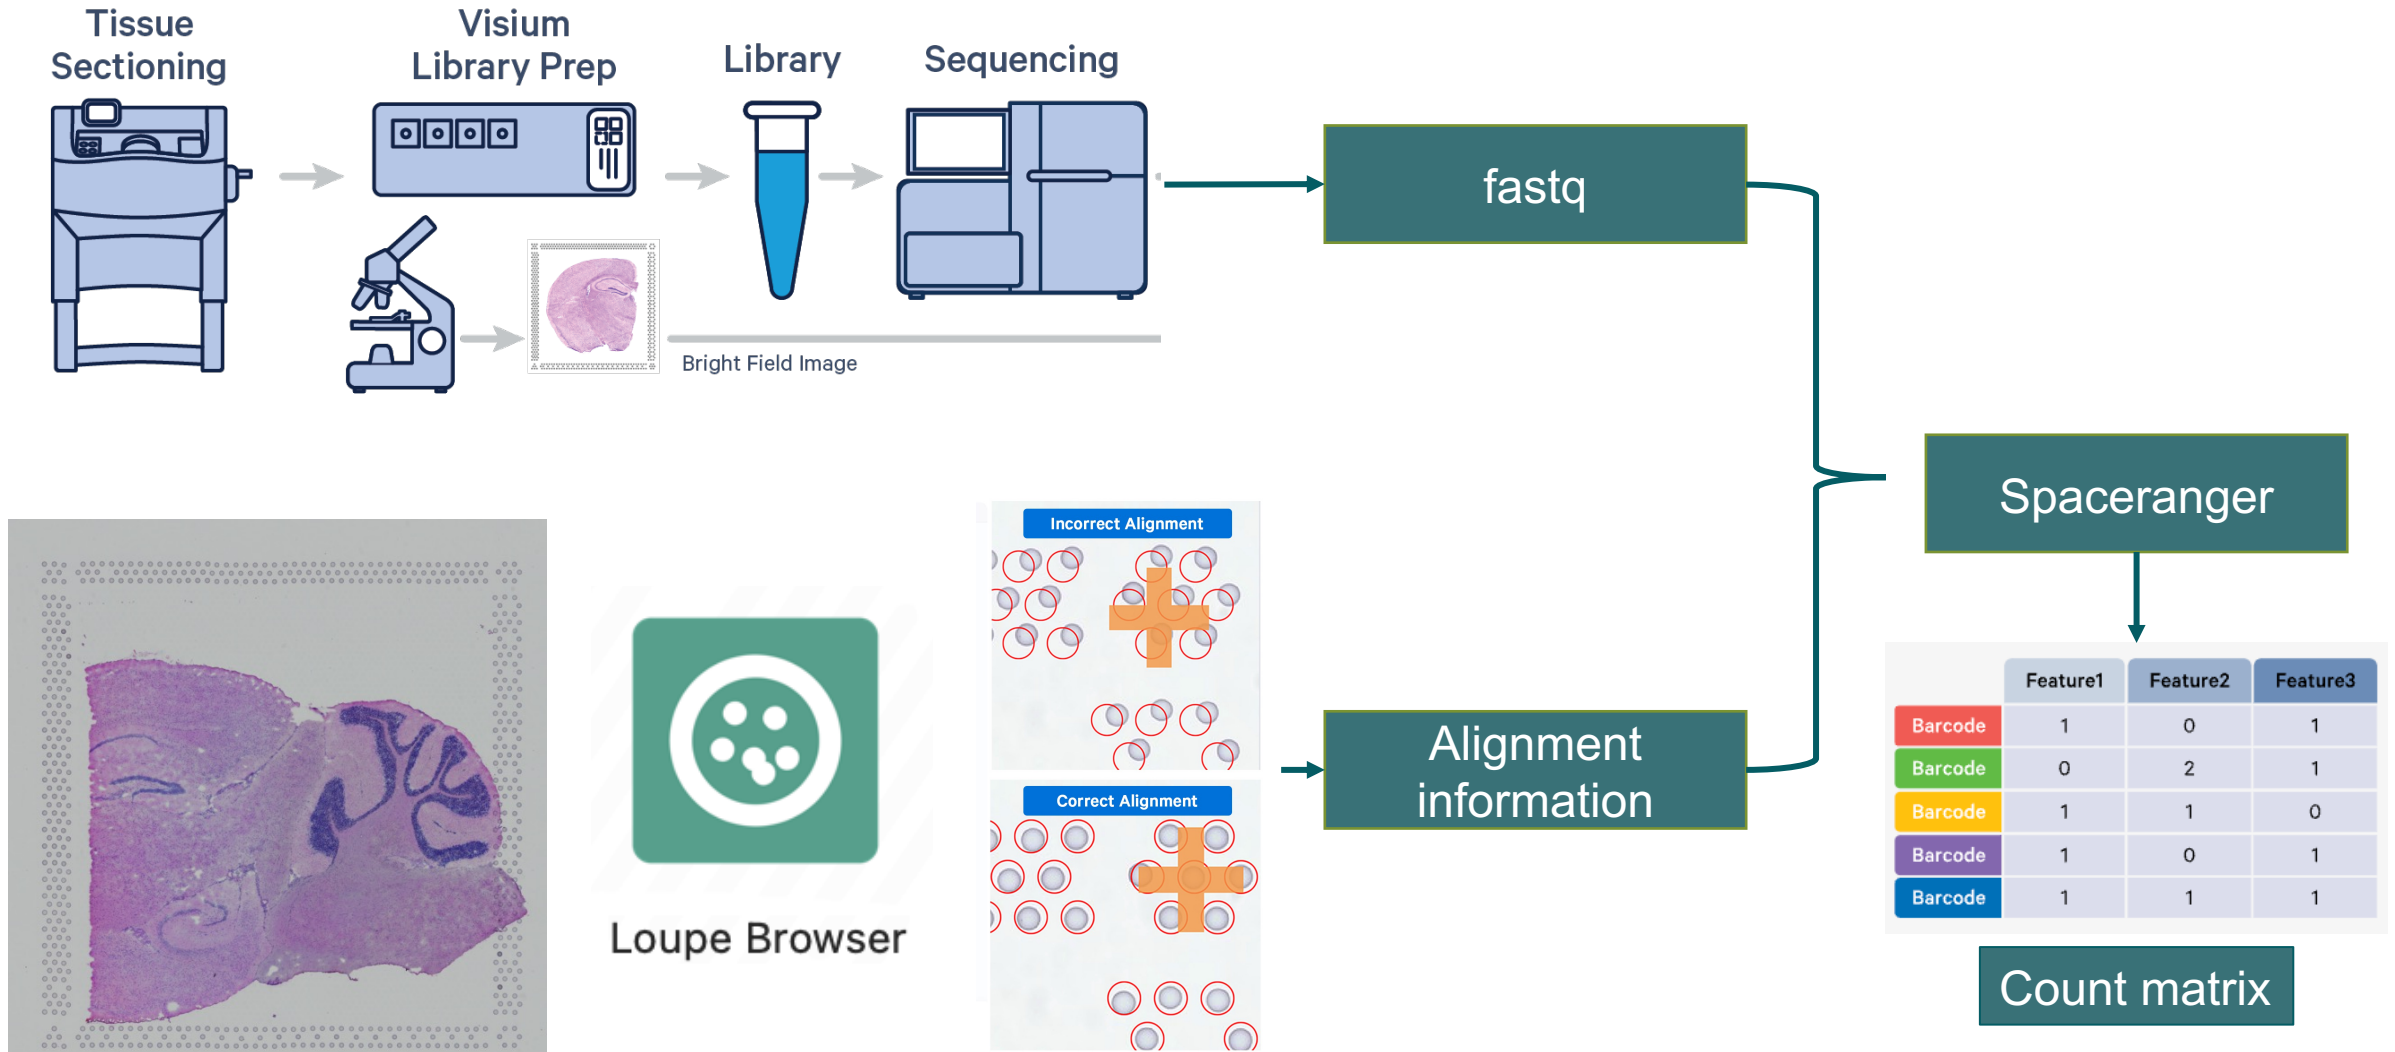 Tissue
Sectioning
Visium
Library Prep
Library
Sequencing
Bright Field Image
fastq
Incorrect Alignment
Correct Alignment
Loupe Browser
Alignment
information
Spaceranger
Feature1 Feature2 Feature3
Barcode 1 0 1
Barcode 0 2 1
Barcode 1 1 0
Barcode 1 0 1
Barcode 1 1 1
Count matrix